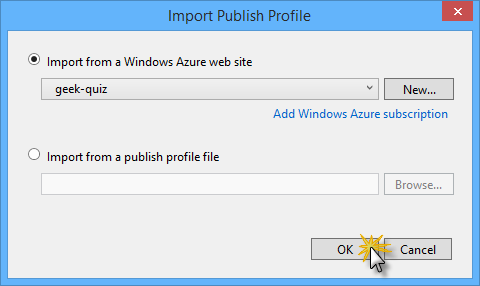 Import Publish Profile
Import from a Windows Azure web site
geek-quiz
New...
Add Windows Azure subscription
Import from a publish profile file
Browse...
OK
Cancel